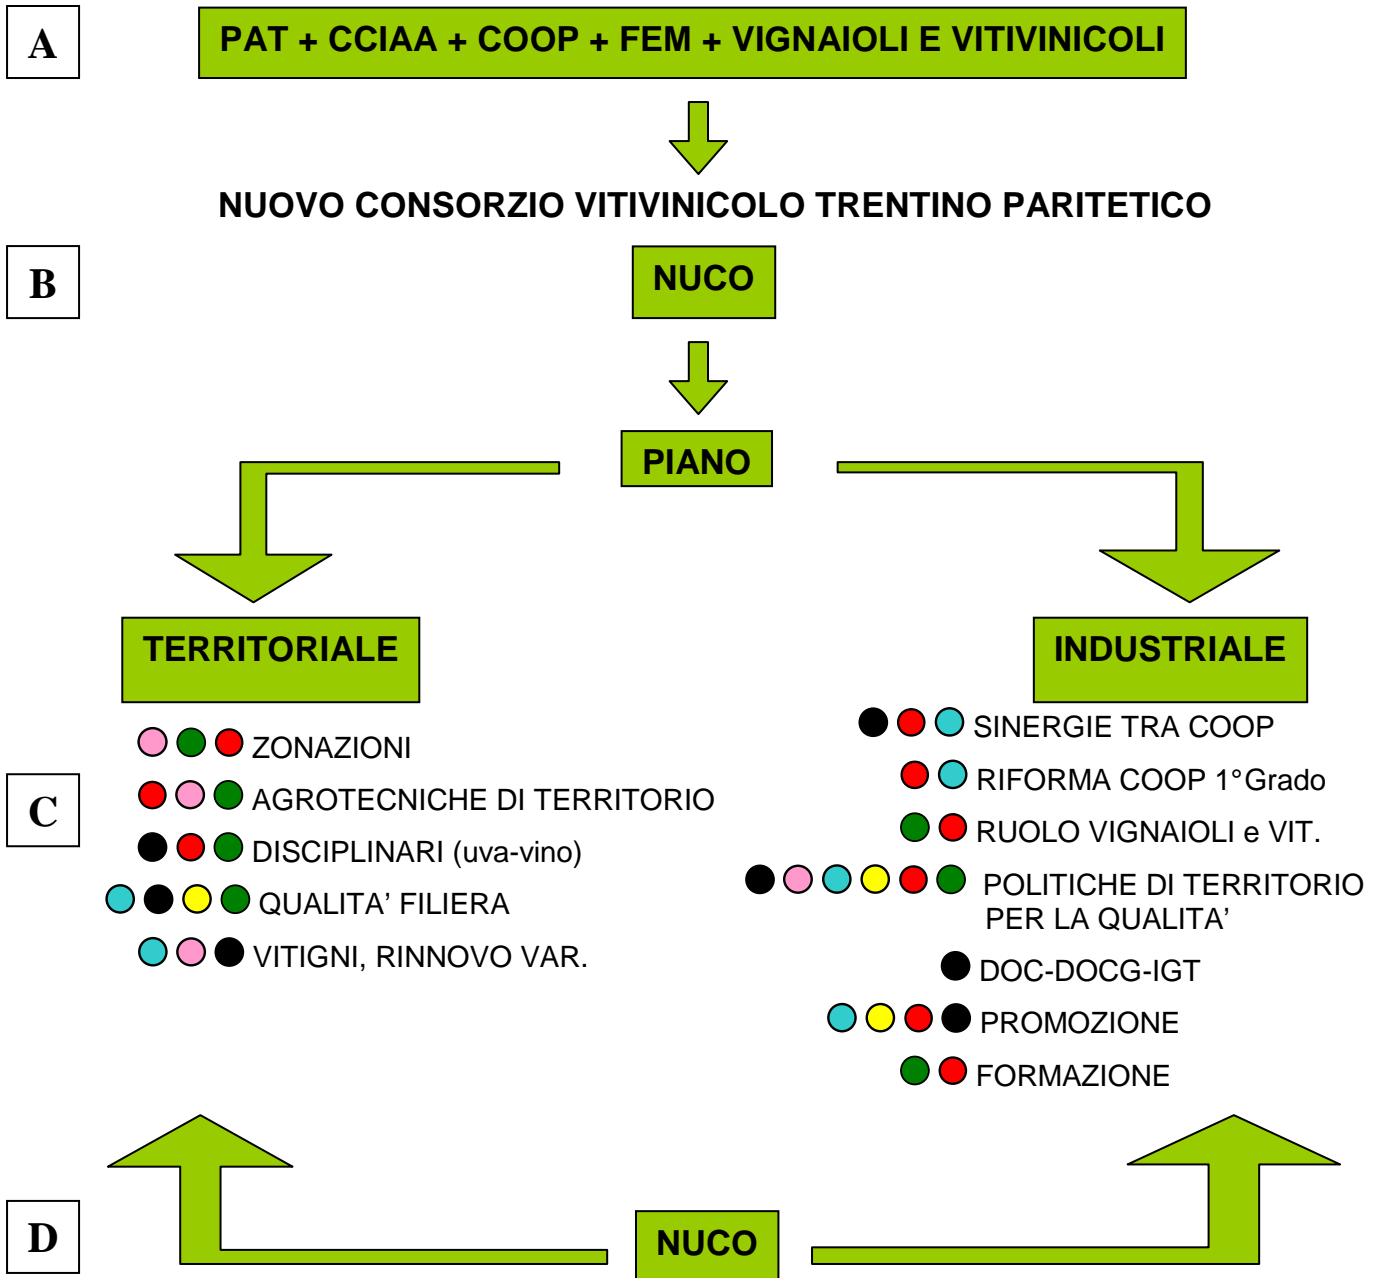 A
PAT + CCIAA + COOP + FEM + VIGNAIOLI E VITIVINICOLI
NUOVO CONSORZIO VITIVINICOLO TRENTINO PARITETICO
B
NUCO
PIANO
TERRITORIALE
ZONAZIONI
AGROTECNICHE DI TERRITORIO
DISCIPLINARI (uva-vino)
QUALITA’ FILIERA
VITIGNI, RINNOVO VAR.
C
INDUSTRIALE
SINERGIE TRA COOP
RIFORMA COOP 1°Grado
RUOLO VIGNAIOLI e VIT.
POLITICHE DI TERRITORIO
PER LA QUALITA’
DOC-DOCG-IGT
PROMOZIONE
FORMAZIONE
D
NUCO